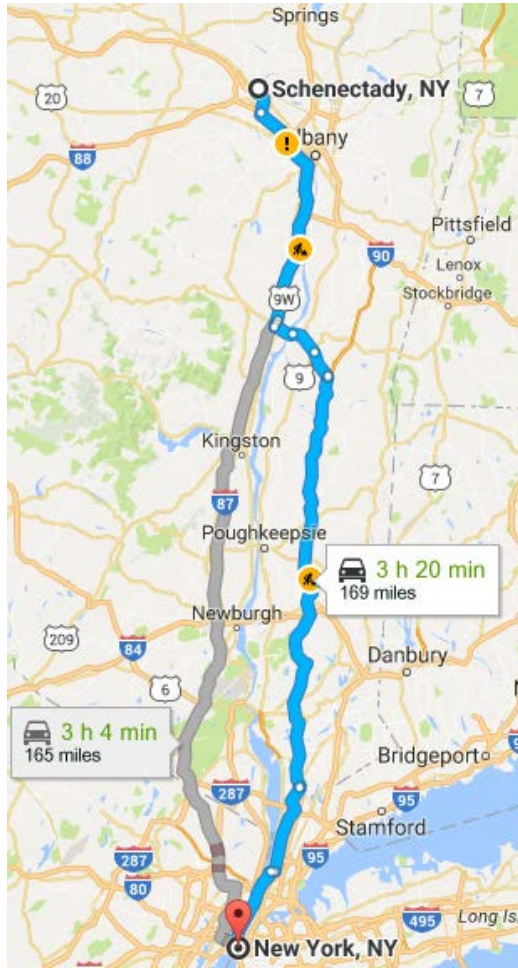 Springs
Schenectady, NY
20
7
!
lbany
88
Pittsfield
90
Lenox
9W
Stockbridge
9
Kingston
7
87
Poughkeepsie
3 h 20 min
169 miles
Newburgh
209
84
Danbury
6
3 h 4 min
165 miles
Bridgeport
287
95
Stamford
287
95
80
495
Long Is
New York, NY